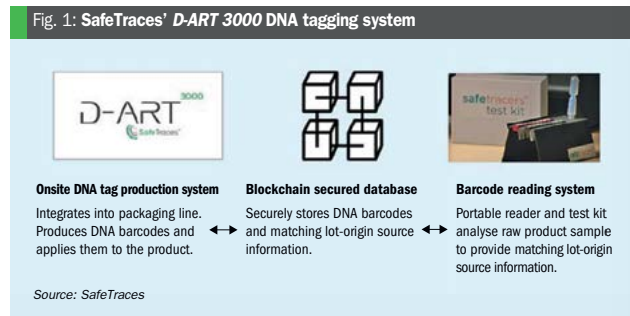 Fig. 1: SafeTraces' D-ART 3000 DNA tagging system
D-ART 3000
SafeTraces
safetraces
test kit
Onsite DNA tag production system
Integrates into packaging line.
Produces DNA barcodes and
applies them to the product.
Blockchain secured database
Securely stores DNA barcodes
and matching lot-origin source
information.
Barcode reading system
Portable reader and test kit
analyse raw product sample
to provide matching lot-origin
source information.
Source: SafeTraces